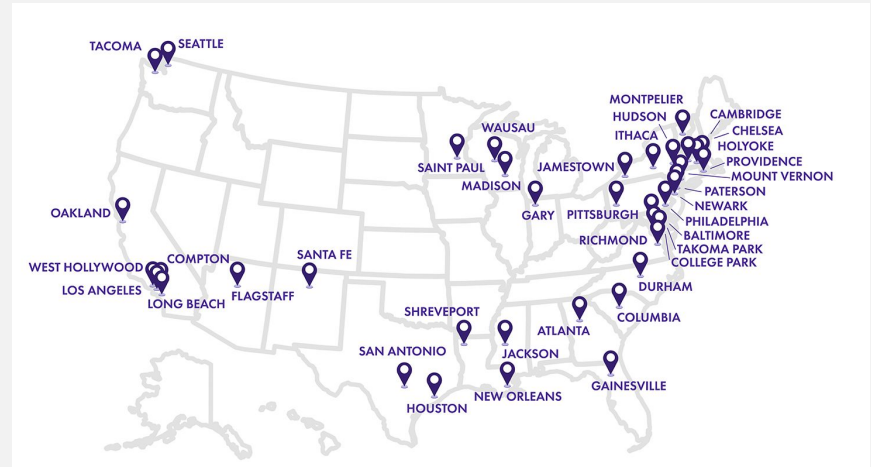 TACOMA
SEATTLE
MONTPELIER
HUDSON
CAMBRIDGE
ITHACA
CHELSEA
WAUSAU
HOLYOKE
SAINT PAUL
JAMESTOWN
PROVIDENCE
MADISON
MOUNT VERNON
PATERSON
OAKLAND
GARY
PITTSBURGH
NEWARK
PHILADELPHIA
RICHMOND
BALTIMORE
TAKOMA PARK
COLLEGE PARK
WEST HOLLYWOOD
COMPTON
SANTA FE
LOS ANGELES
FLAGSTAFF
LONG BEACH
DURHAM
SHREVEPORT
COLUMBIA
ATLANTA
SAN ANTONIO
JACKSON
GAINESVILLE
NEW ORLEANS
HOUSTON